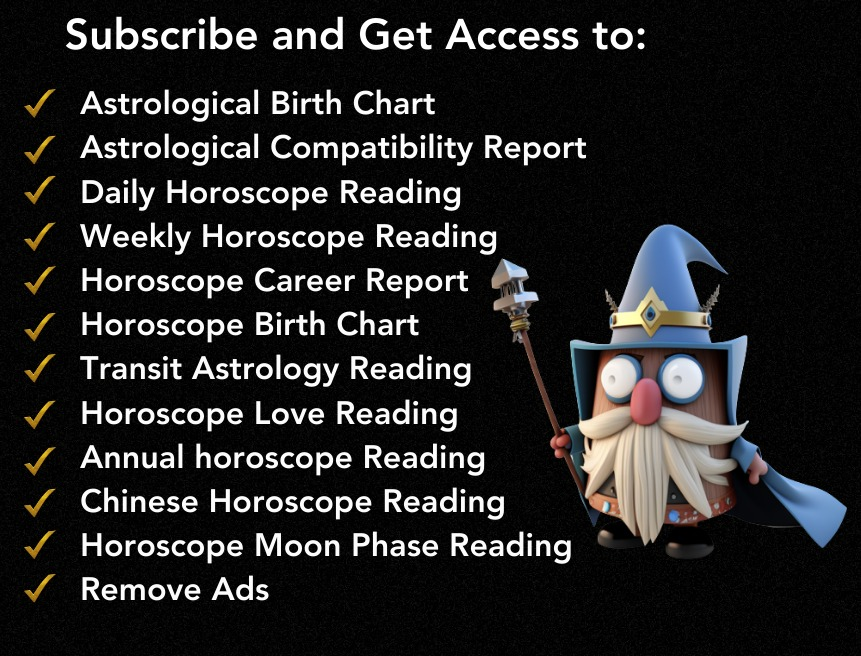 Subscribe and Get Access to:
Astrological Birth Chart
Astrological Compatibility Report
Daily Horoscope Reading
Weekly Horoscope Reading
Horoscope Career Report
Horoscope Birth Chart
Transit Astrology Reading
Horoscope Love Reading
Annual horoscope Reading
Chinese Horoscope Reading
Horoscope Moon Phase Reading
Remove Ads